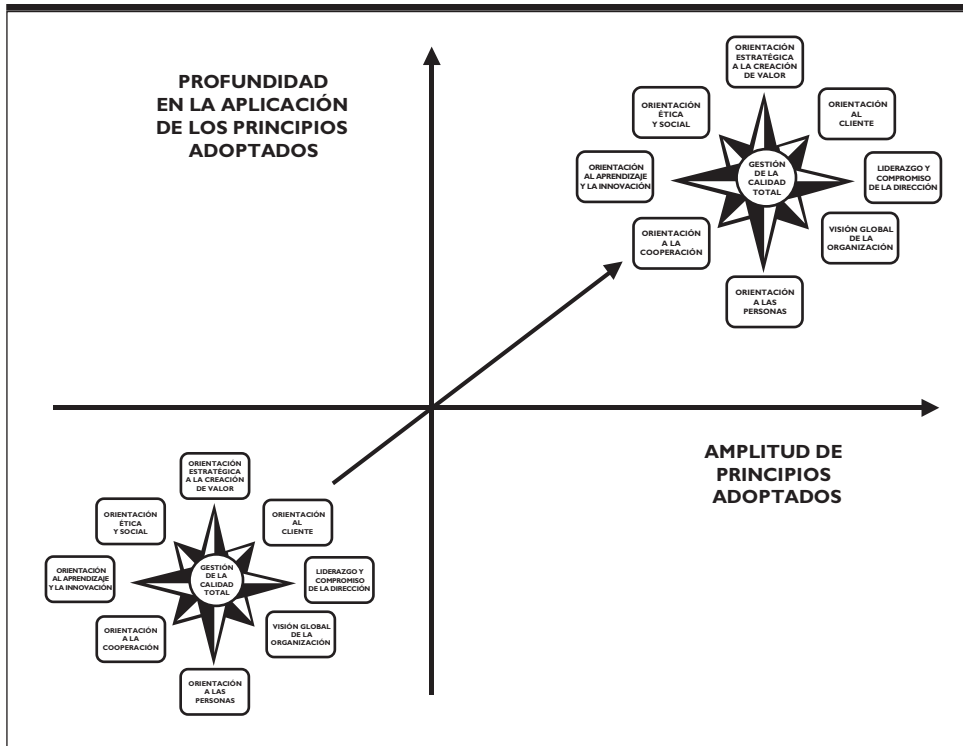 PROFUNDIDAD
EN LA APLICACIÓN
DE LOS PRINCIPIOS
ADOPTADOS
ORIENTACIÓN
ESTRATÉGICA
A LA CREACIÓN
DE VALOR
ORIENTACIÓN
ÉTICA
Y SOCIAL
ORIENTACIÓN
AL
CLIENTE
ORIENTACIÓN
AL APRENDIZAJE
Y LA INNOVACIÓN
GESTIÓN
DE LA
CALIDAD
TOTAL
LIDERAZGO Y
COMPROMISO
DE LA DIRECCIÓN
ORIENTACIÓN
A LA
COOPERACIÓN
VISIÓN GLOBAL
DE LA
ORGANIZACIÓN
ORIENTACIÓN
A LAS
PERSONAS
AMPLITUD DE
PRINCIPIOS
ADOPTADOS
ORIENTACIÓN
ESTRATÉGICA
A LA CREACIÓN
DE VALOR
ORIENTACIÓN
ÉTICA
Y SOCIAL
ORIENTACIÓN
AL
CLIENTE
ORIENTACIÓN
AL APRENDIZAJE
Y LA INNOVACIÓN
GESTIÓN
DE LA
CALIDAD
TOTAL
LIDERAZGO Y
COMPROMISO
DE LA DIRECCIÓN
ORIENTACIÓN
A LA
COOPERACIÓN
VISIÓN GLOBAL
DE LA
ORGANIZACIÓN
ORIENTACIÓN
A LAS
PERSONAS